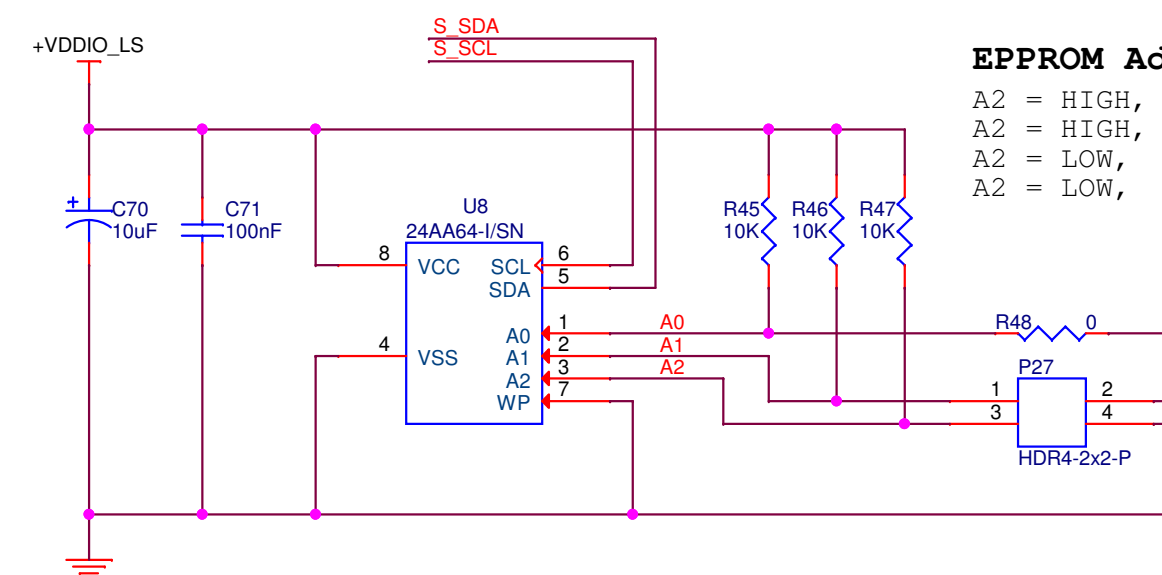 S_SDA
+VDDIO_LS
S_SCL
EPPROM Ad
A2 = HIGH,
A2 = HIGH,
A2 = LOW,
A2 = LOW,
C70
10uF
C71
100nF
U8
24AA64-I/SN
R45
10K
R46
10K
R47
10K
8 VCC SCL 6
SDA 5
A0 1 A0
4 VSS A1 2 A1
A2 3 A2
WP 7
R48 0
P27
1 2
3 4
HDR4-2x2-P